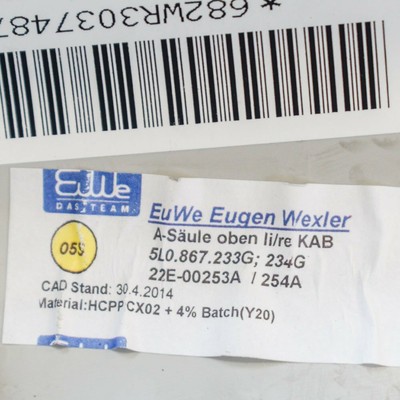 *682WR3037487
EuWe
DAS TEAM
EuWe Eugen Wexler
05S
A-Säule oben li/re KAB
5L0.867.233G; 234G
22E-00253A / 254A
CAD Stand: 30.4.2014
Material:HCPP CX02 + 4% Batch(Y20)